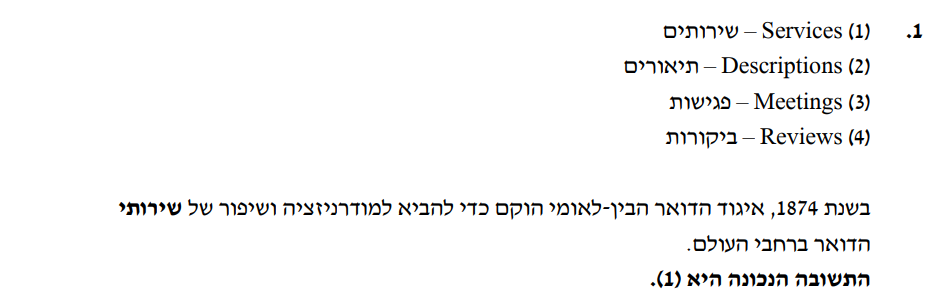 1. (1) Services – שירותים
(2) Descriptions – תיאורים
(3) Meetings – פגישות
(4) Reviews – ביקורות
בשנת 1874, איגוד הדואר הבין-לאומי הוקם כדי להביא למודרניזציה ושיפור של שירותי
הדואר ברחבי העולם.
התשובה הנכונה היא (1).